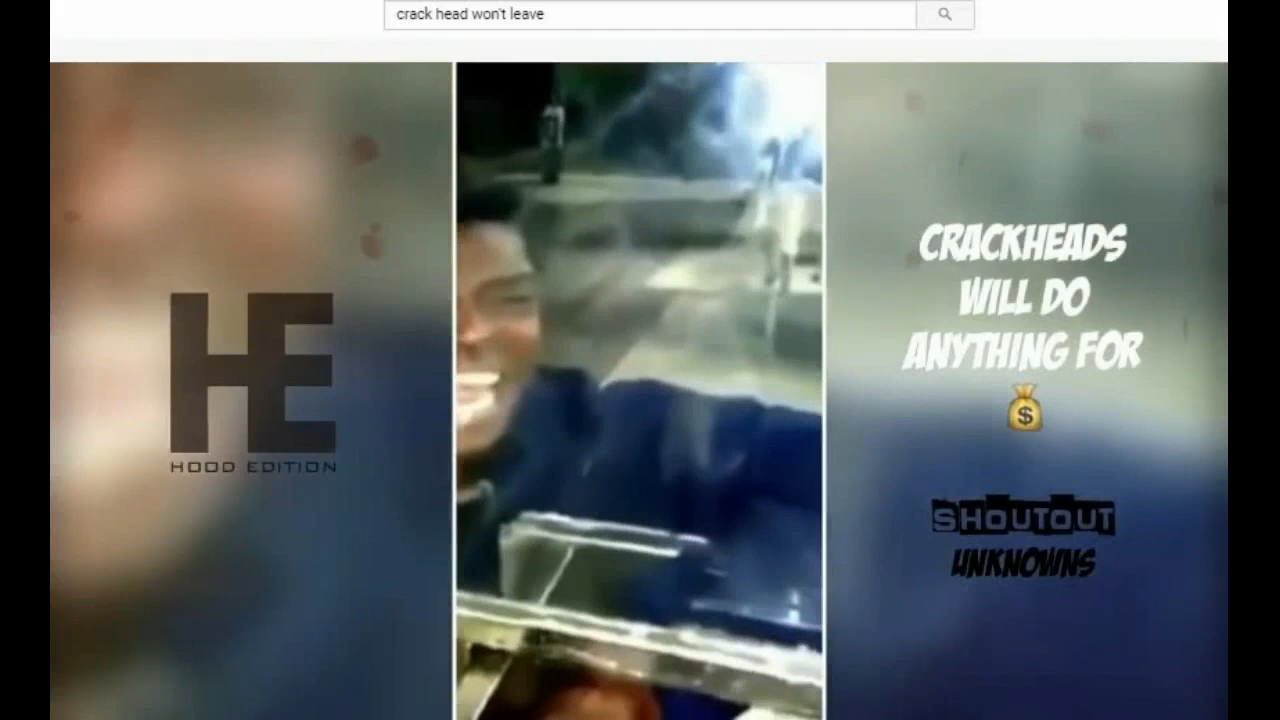 crack head won't leave
HE
HOOD EDITION
CRACKHEADS
WILL DO
ANYTHING FOR
$
SHOUTOUT
UNKNOWNS